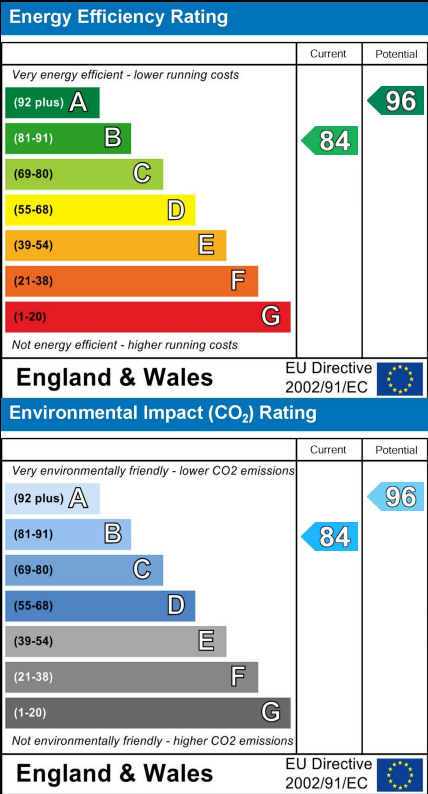 Energy Efficiency Rating
Current Potential
Very energy efficient - lower running costs
(92 plus) A
96
(81-91) B
84
(69-80) C
(55-68) D
(39-54) E
(21-38) F
(1-20) G
Not energy efficient - higher running costs
England & Wales
EU Directive
2002/91/EC
Environmental Impact (CO₂) Rating
Current Potential
Very environmentally friendly - lower CO2 emissions
(92 plus) A
96
(81-91) B
84
(69-80) C
(55-68) D
(39-54) E
(21-38) F
(1-20) G
Not environmentally friendly - higher CO2 emissions
England & Wales
EU Directive
2002/91/EC